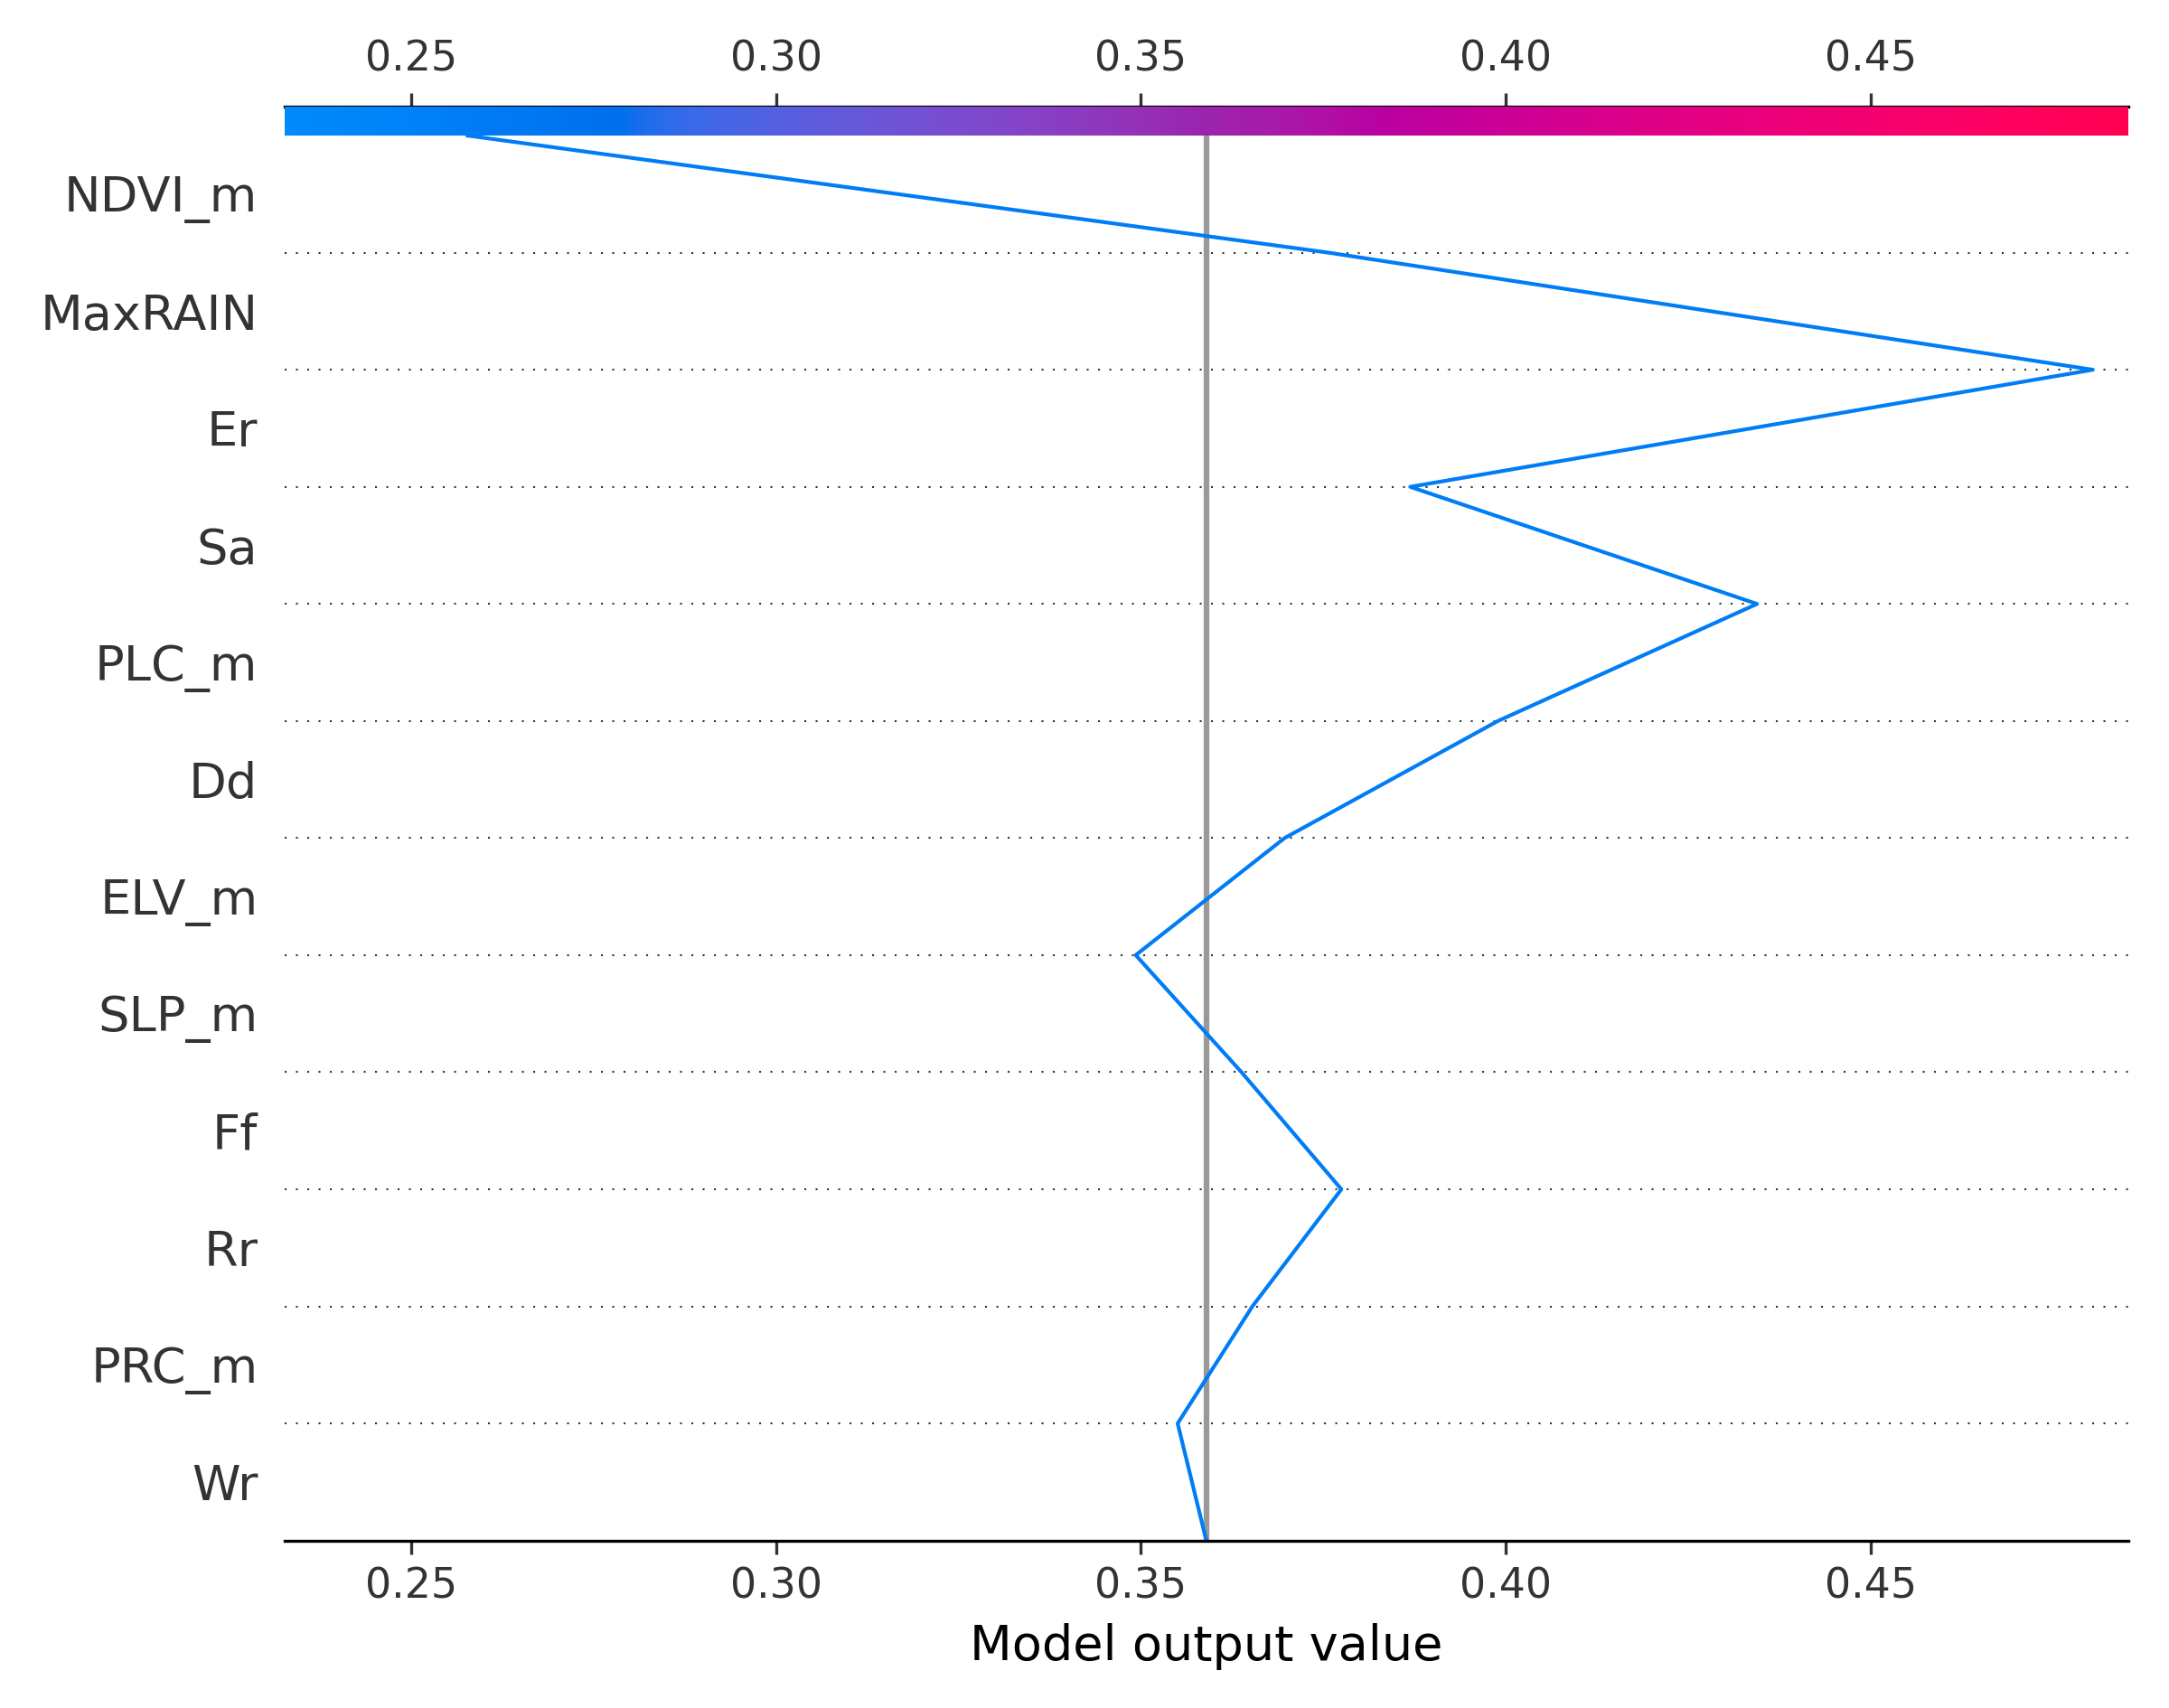 0.25 0.30 0.35 0.40 0.45
NDVI_m
MaxRAIN
Er
Sa
PLC_m
Dd
ELV_m
SLP_m
Ff
Rr
PRC_m
Wr
0.25 0.30 0.35 0.40 0.45
Model output value